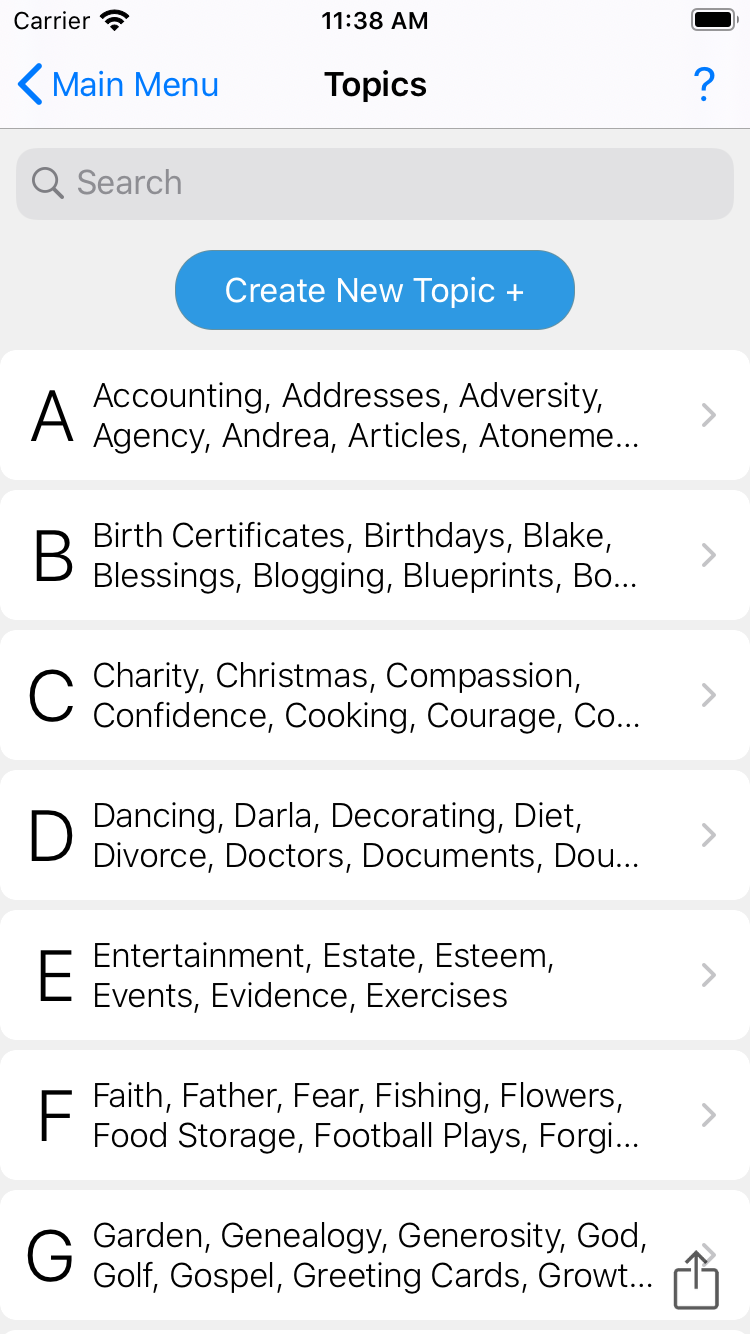 Carrier 11:38 AM
Main Menu Topics ?
Search
Create New Topic +
A
Accounting, Addresses, Adversity,
Agency, Andrea, Articles, Atoneme...
B
Birth Certificates, Birthdays, Blake,
Blessings, Blogging, Blueprints, Bo...
C
Charity, Christmas, Compassion,
Confidence, Cooking, Courage, Co...
D
Dancing, Darla, Decorating, Diet,
Divorce, Doctors, Documents, Dou...
E
Entertainment, Estate, Esteem,
Events, Evidence, Exercises
F
Faith, Father, Fear, Fishing, Flowers,
Food Storage, Football Plays, Forgi...
G
Garden, Genealogy, Generosity, God,
Golf, Gospel, Greeting Cards, Growt...